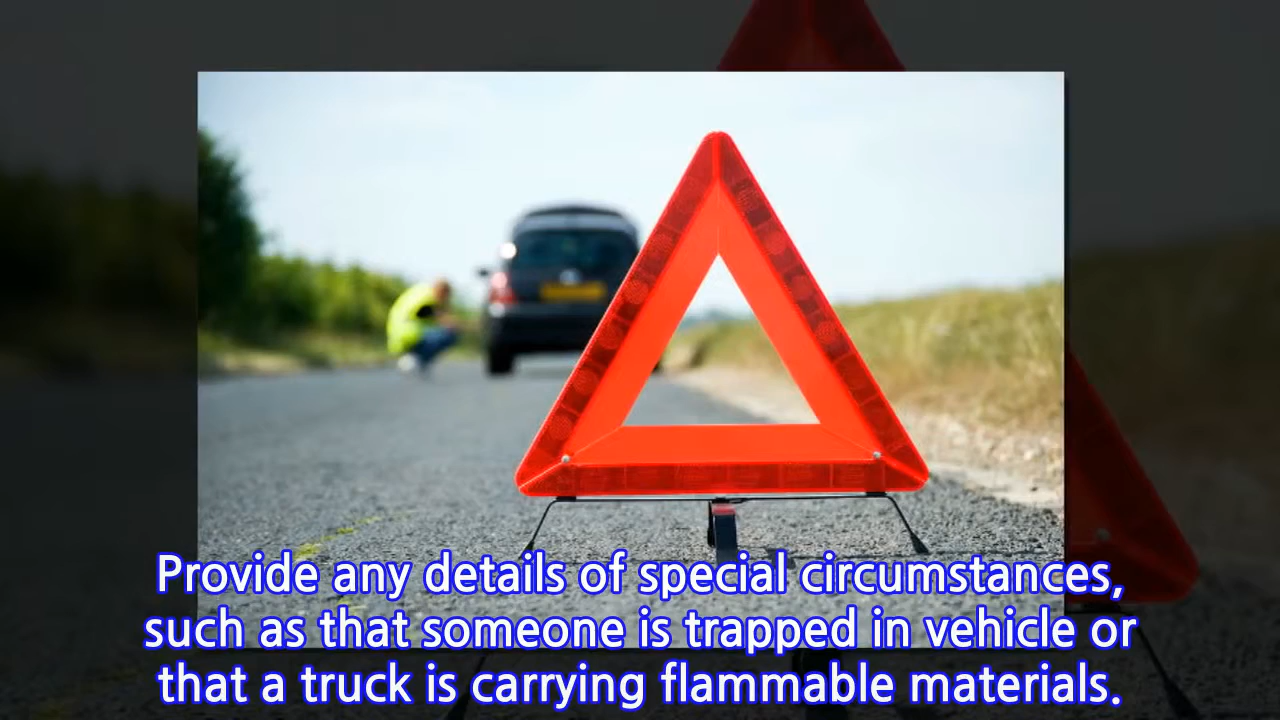 Provide any details of special circumstances,
such as that someone is trapped in vehicle or
that a truck is carrying flammable materials.